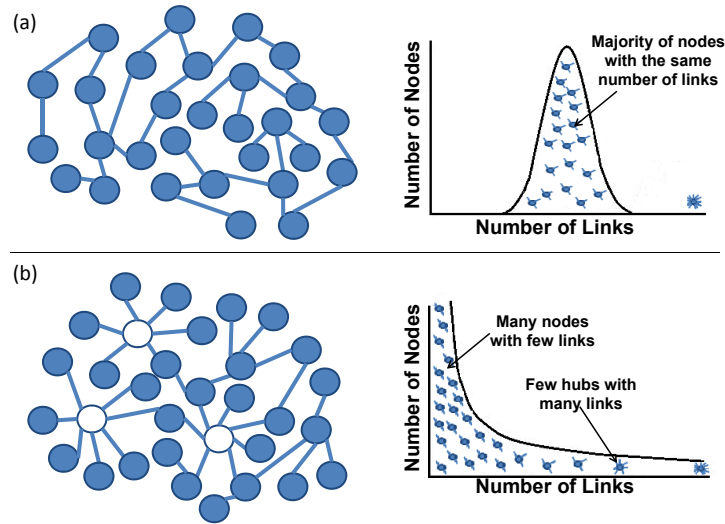 (a)
Number of Nodes
Majority of nodes
with the same
number of links
Number of Links
(b)
Number of Nodes
Many nodes
with few links
Few hubs with
many links
Number of Links